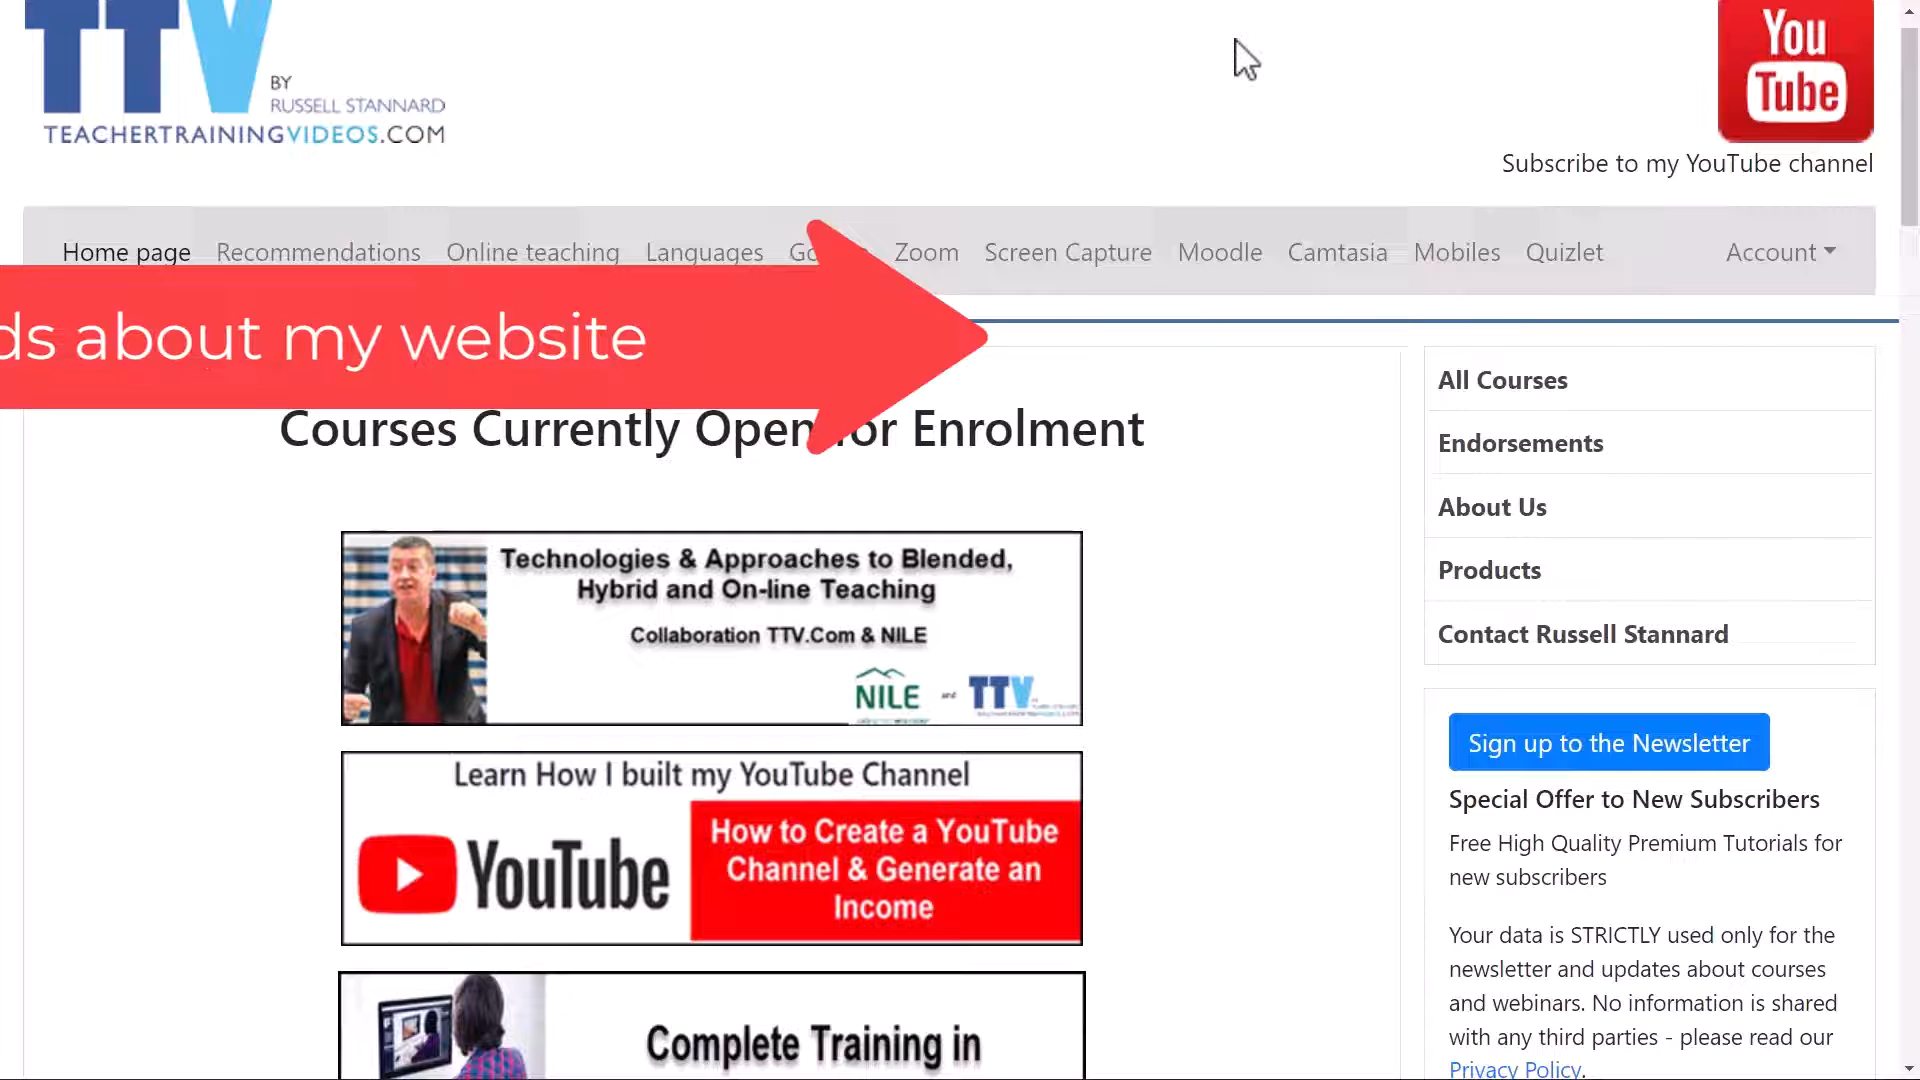 TTV
BY
RUSSELL STANNARD
TEACHERTRAININGVIDEOS.COM
You
Tube
Subscribe to my YouTube channel
Home page Recommendations Online teaching Languages Zoom Screen Capture Moodle Camtasia Mobiles Quizlet Account
about my website
Courses Currently Open for Enrolment
Technologies & Approaches to Blended,
Hybrid and On-line Teaching
Collaboration TTV.Com & NILE
NILE and TTV
Learn How I built my YouTube Channel
YouTube
How to Create a YouTube
Channel & Generate an
Income
Complete Training in
All Courses
Endorsements
About Us
Products
Contact Russell Stannard
Sign up to the Newsletter
Special Offer to New Subscribers
Free High Quality Premium Tutorials for
new subscribers
Your data is STRICTLY used only for the
newsletter and updates about courses
and webinars. No information is shared
with any third parties - please read our
Privacy Policy.